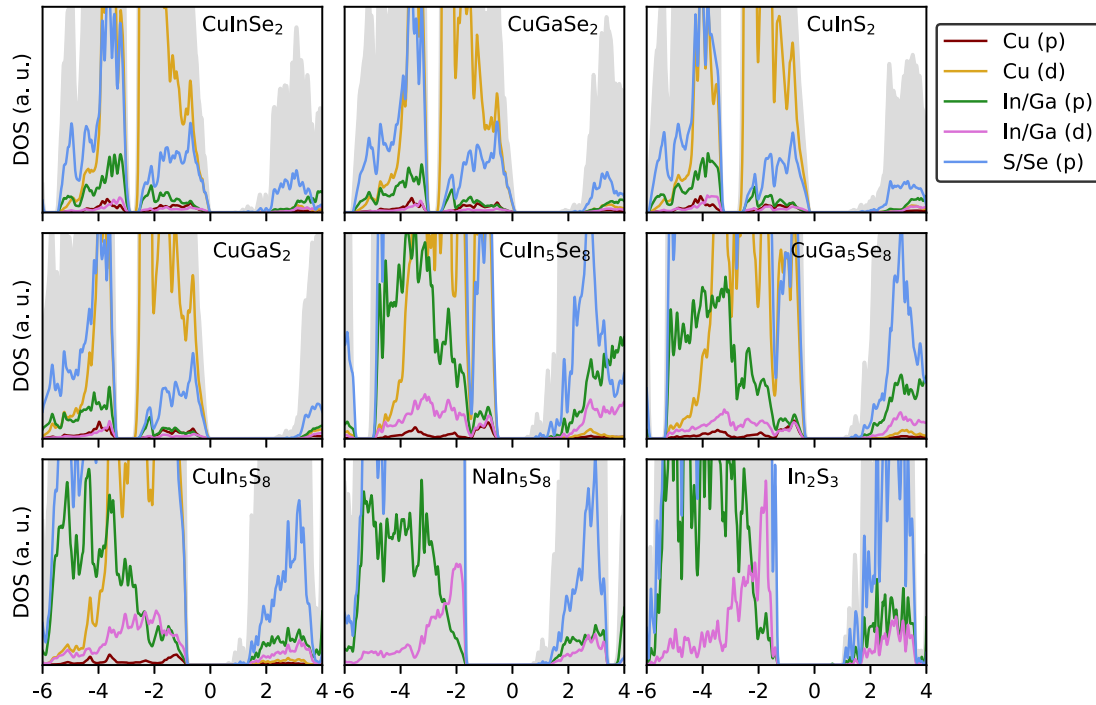 CuInSe₂
CuGaSe₂
CuInS₂
DOS (a. u.)
Cu (p)
Cu (d)
In/Ga (p)
In/Ga (d)
S/Se (p)
CuGaS₂
CuIn₅Se₈
CuGa₅Se₈
DOS (a. u.)
CuIn₅S₈
NaIn₅S₈
In₂S₃
DOS (a. u.)
-6 -4 -2 0 2 4 -6 -4 -2 0 2 4 -6 -4 -2 0 2 4